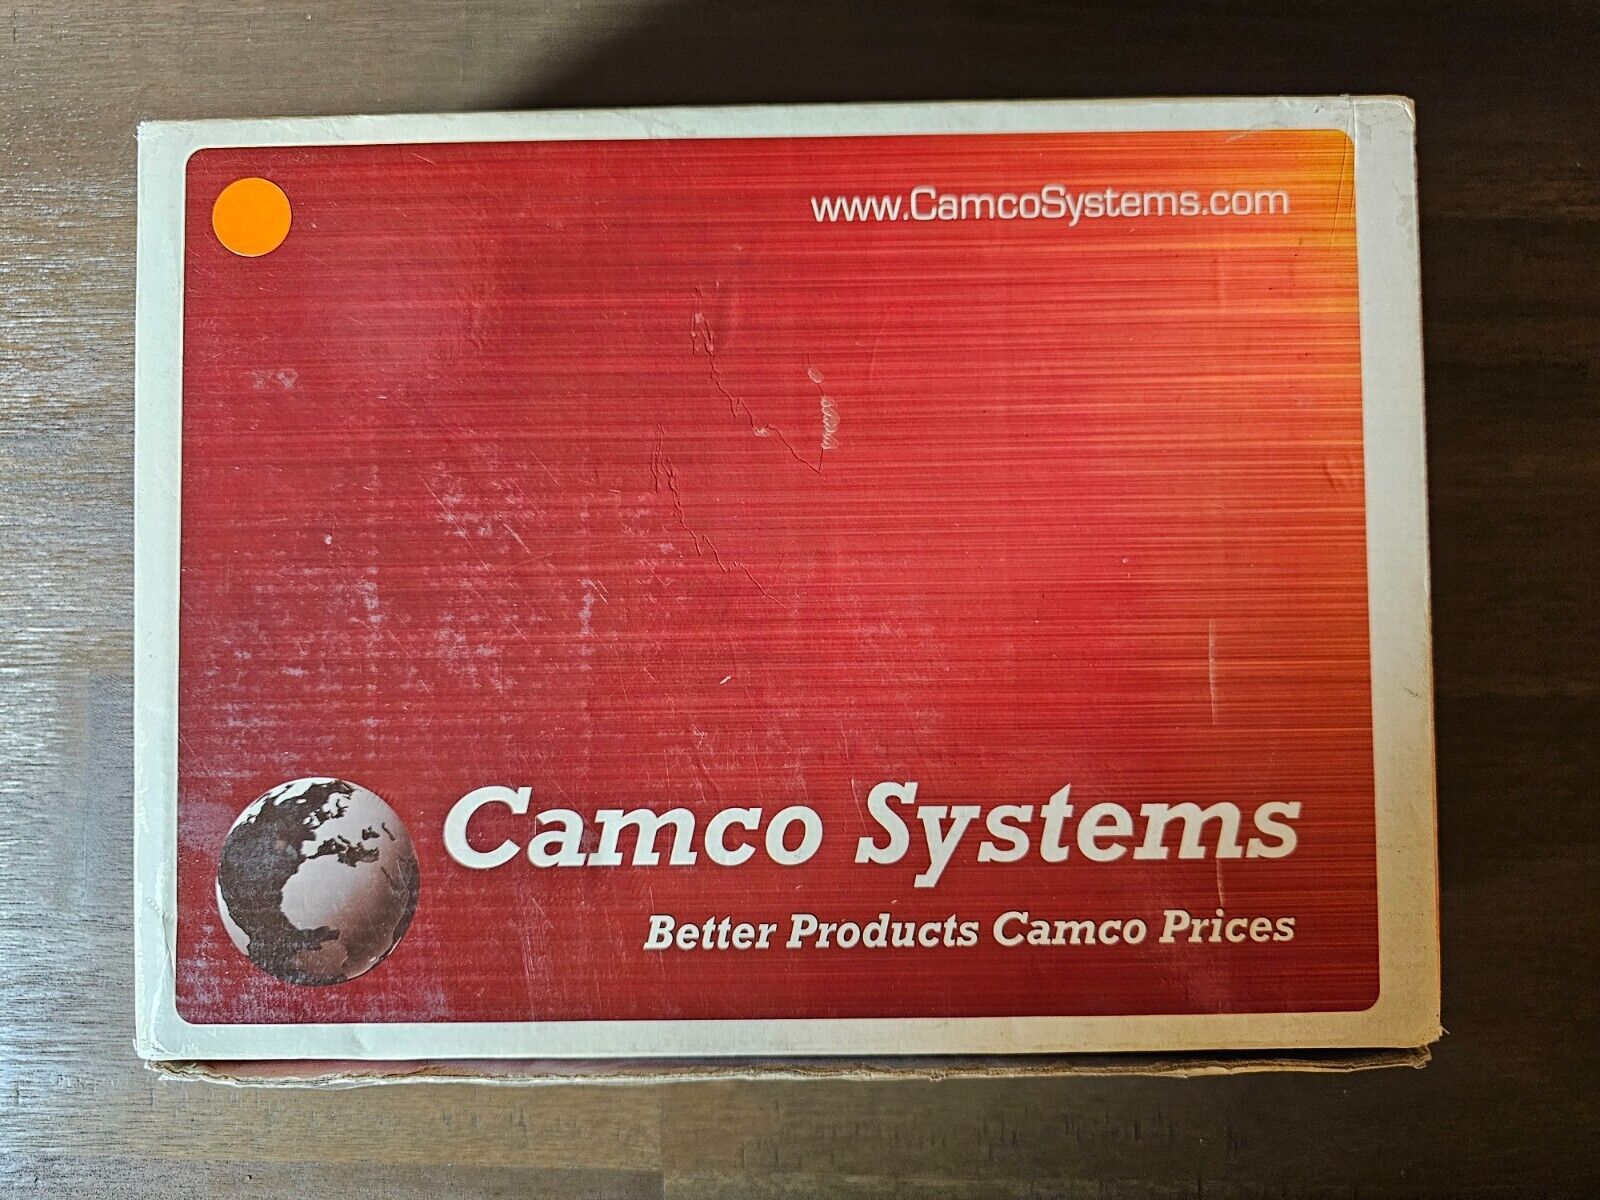 www.CamcoSystems.com
Camco Systems
Better Products Camco Prices